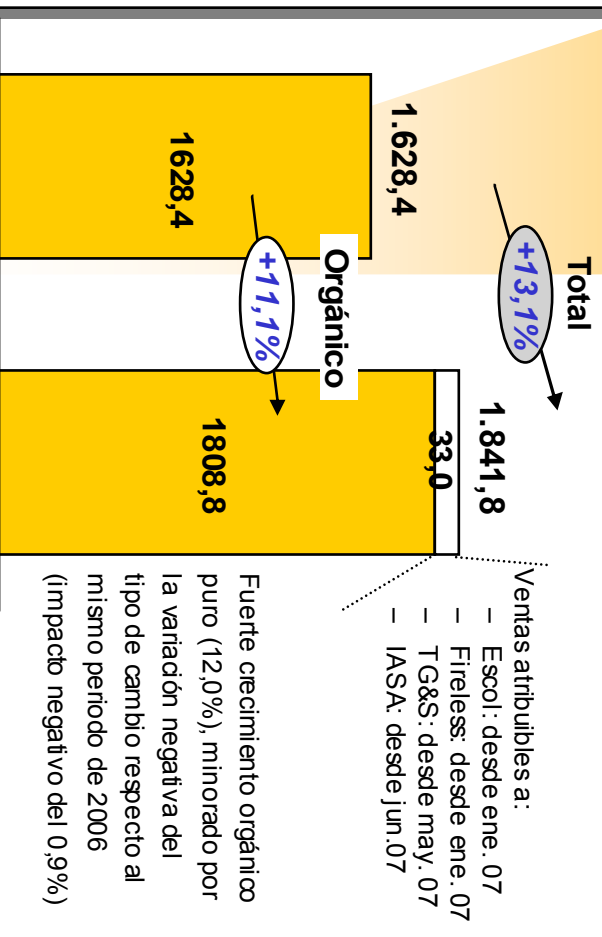 Total
+13,1%
1.628,4
1628,4
Orgánico
+11,1%
1.841,8
33,0
1808,8
Ventas atribuibles a:
– Escol: desde ene. 07
– Fireless: desde ene. 07
– TG&S: desde may. 07
– IASA: desde jun.07
Fuerte crecimiento orgánico
puro (12,0%), minorado por
la variación negativa del
tipo de cambio respecto al
mismo periodo de 2006
(impacto negativo del 0,9%)